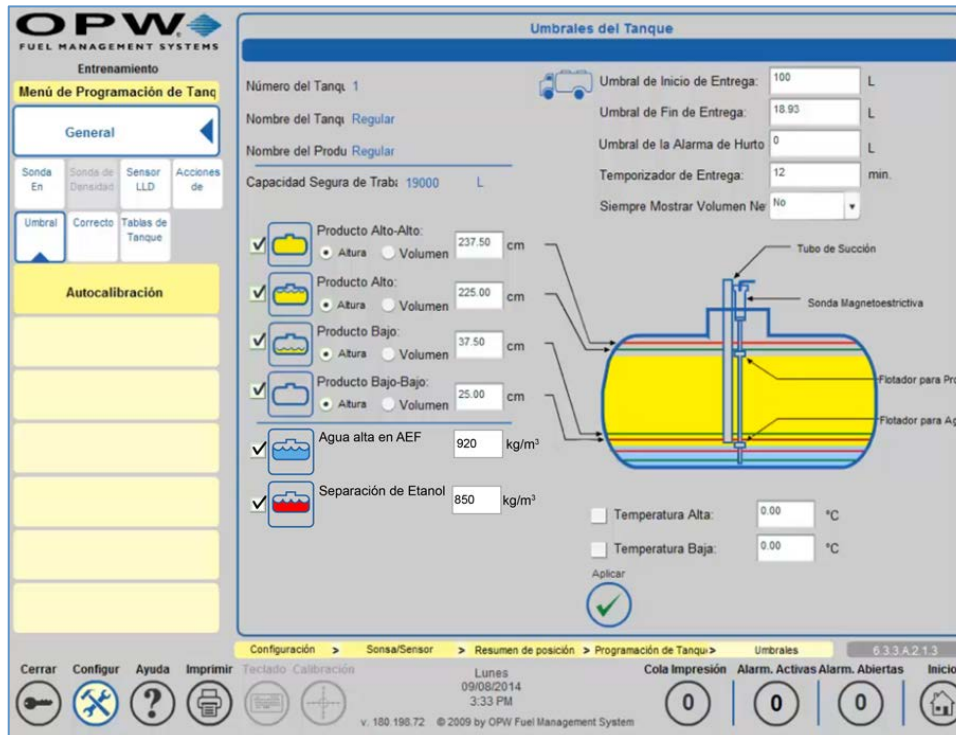 OPW
FUEL MANAGEMENT SYSTEMS
Entrenamiento
Menú de Programación de Tanq
General
Sonda En
Sonda de Densidad
Sensor LLD
Acciones de
Umbral
Correcto
Tablas de Tanque
Autocalibración
Umbrales del Tanque
Número del Tanqu 1
Nombre del Tanqu Regular
Nombre del Produ Regular
Capacidad Segura de Traba 19000 L
Umbral de Inicio de Entrega: 100 L
Umbral de Fin de Entrega: 18.93 L
Umbral de la Alarma de Hurto 0 L
Temporizador de Entrega: 12 min.
Siempre Mostrar Volumen Ne No
Producto Alto-Alto:
Altura Volumen 237.50 cm
Producto Alto:
Altura Volumen 225.00 cm
Producto Bajo:
Altura Volumen 37.50 cm
Producto Bajo-Bajo:
Altura Volumen 25.00 cm
Agua alta en AEF 920 kg/m³
Separación de Etanol 850 kg/m³
Tubo de Succión
Sonda Magnetoestrictiva
Flotador para Pro
Flotador para Ag
Temperatura Alta: 0.00 °C
Temperatura Baja: 0.00 °C
Aplicar
Configuración > Sonsa/Sensor > Resumen de posición > Programación de Tanqu> Umbrales 6.3.3.A.2.1.3
Cerrar Configur Ayuda Imprimir Teclado Calibración
Lunes
09/08/2014
3:33 PM
v. 180.198.72 © 2009 by OPW Fuel Management System
Cola Impresión Alarm. Activas Alarm. Abiertas Inicio
0 0 0